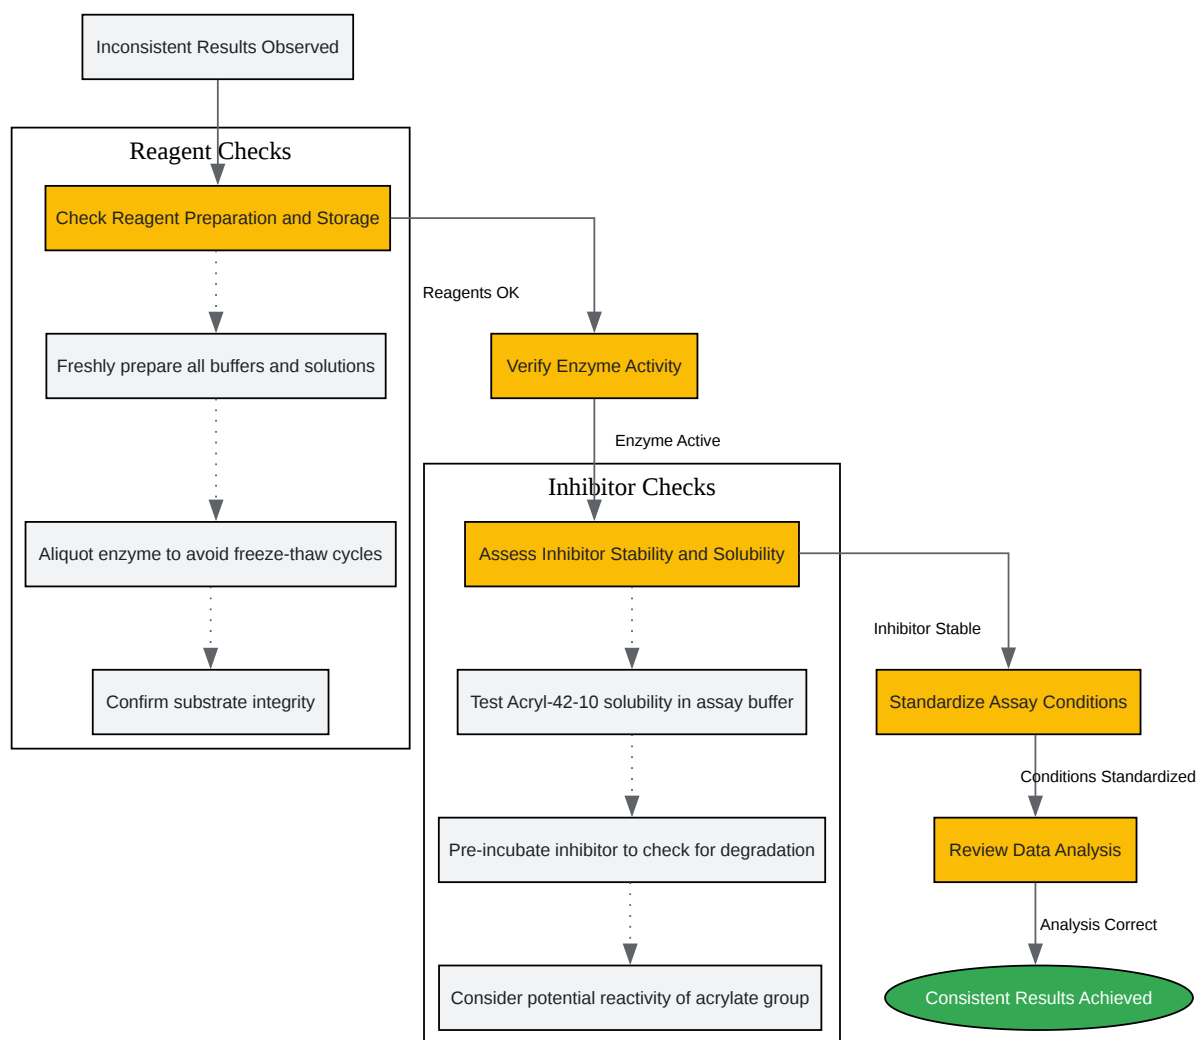 Inconsistent Results Observed
Reagent Checks
Check Reagent Preparation and Storage
Reagents OK
Freshly prepare all buffers and solutions
Verify Enzyme Activity
Enzyme Active
Inhibitor Checks
Aliquot enzyme to avoid freeze-thaw cycles
Assess Inhibitor Stability and Solubility
Inhibitor Stable
Confirm substrate integrity
Test Acryl-42-10 solubility in assay buffer
Standardize Assay Conditions
Conditions Standardized
Pre-incubate inhibitor to check for degradation
Review Data Analysis
Analysis Correct
Consider potential reactivity of acrylate group
Consistent Results Achieved